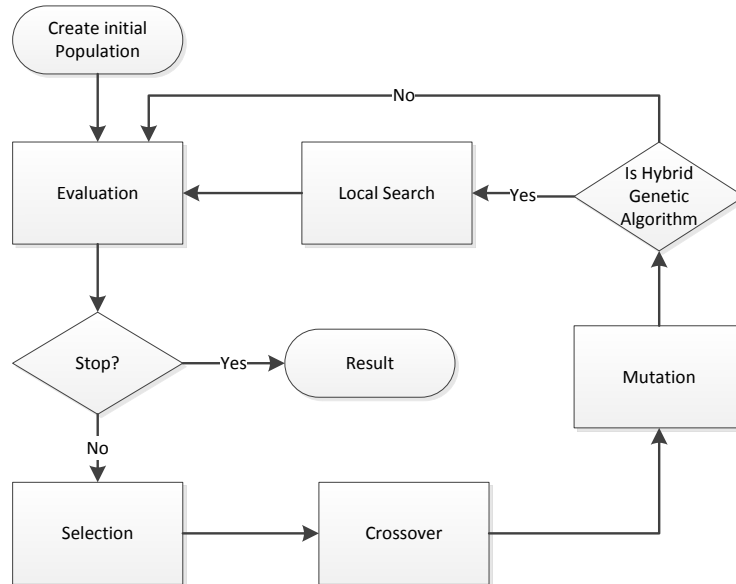 Create initial
Population
No
Evaluation
Local Search
Yes
Is Hybrid
Genetic
Algorithm
Stop?
Yes
Result
Mutation
No
Selection
Crossover